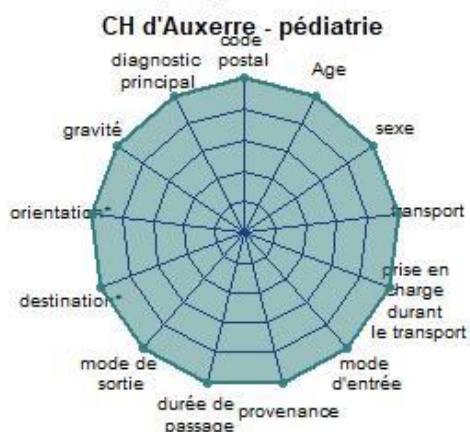 CH d'Auxerre - pédiatrie
code
postal
Age
sexe
transport
prise en
charge
durant
le transport
mode
d'entrée
provenance
durée de
passage
mode de
sortie
destination*
orientation*
gravité
diagnostic
principal